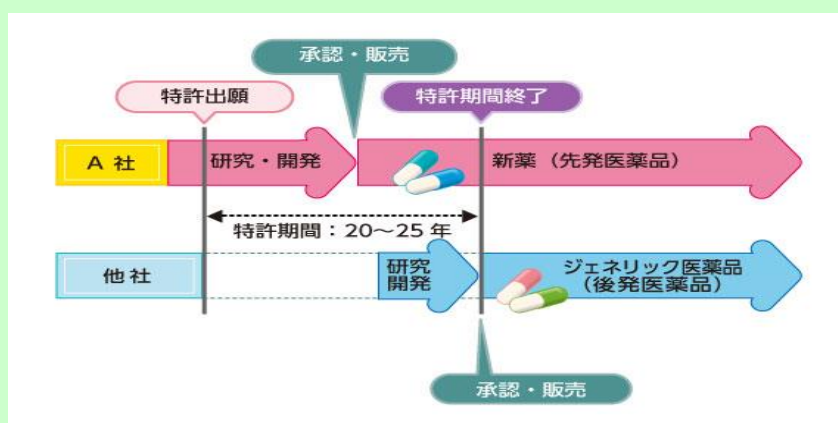 承認・販売
特許出願
特許期間終了
A 社
研究・開発
新薬（先発医薬品）
特許期間：20〜25 年
他社
研究
開発
ジェネリック医薬品
（後発医薬品）
承認・販売